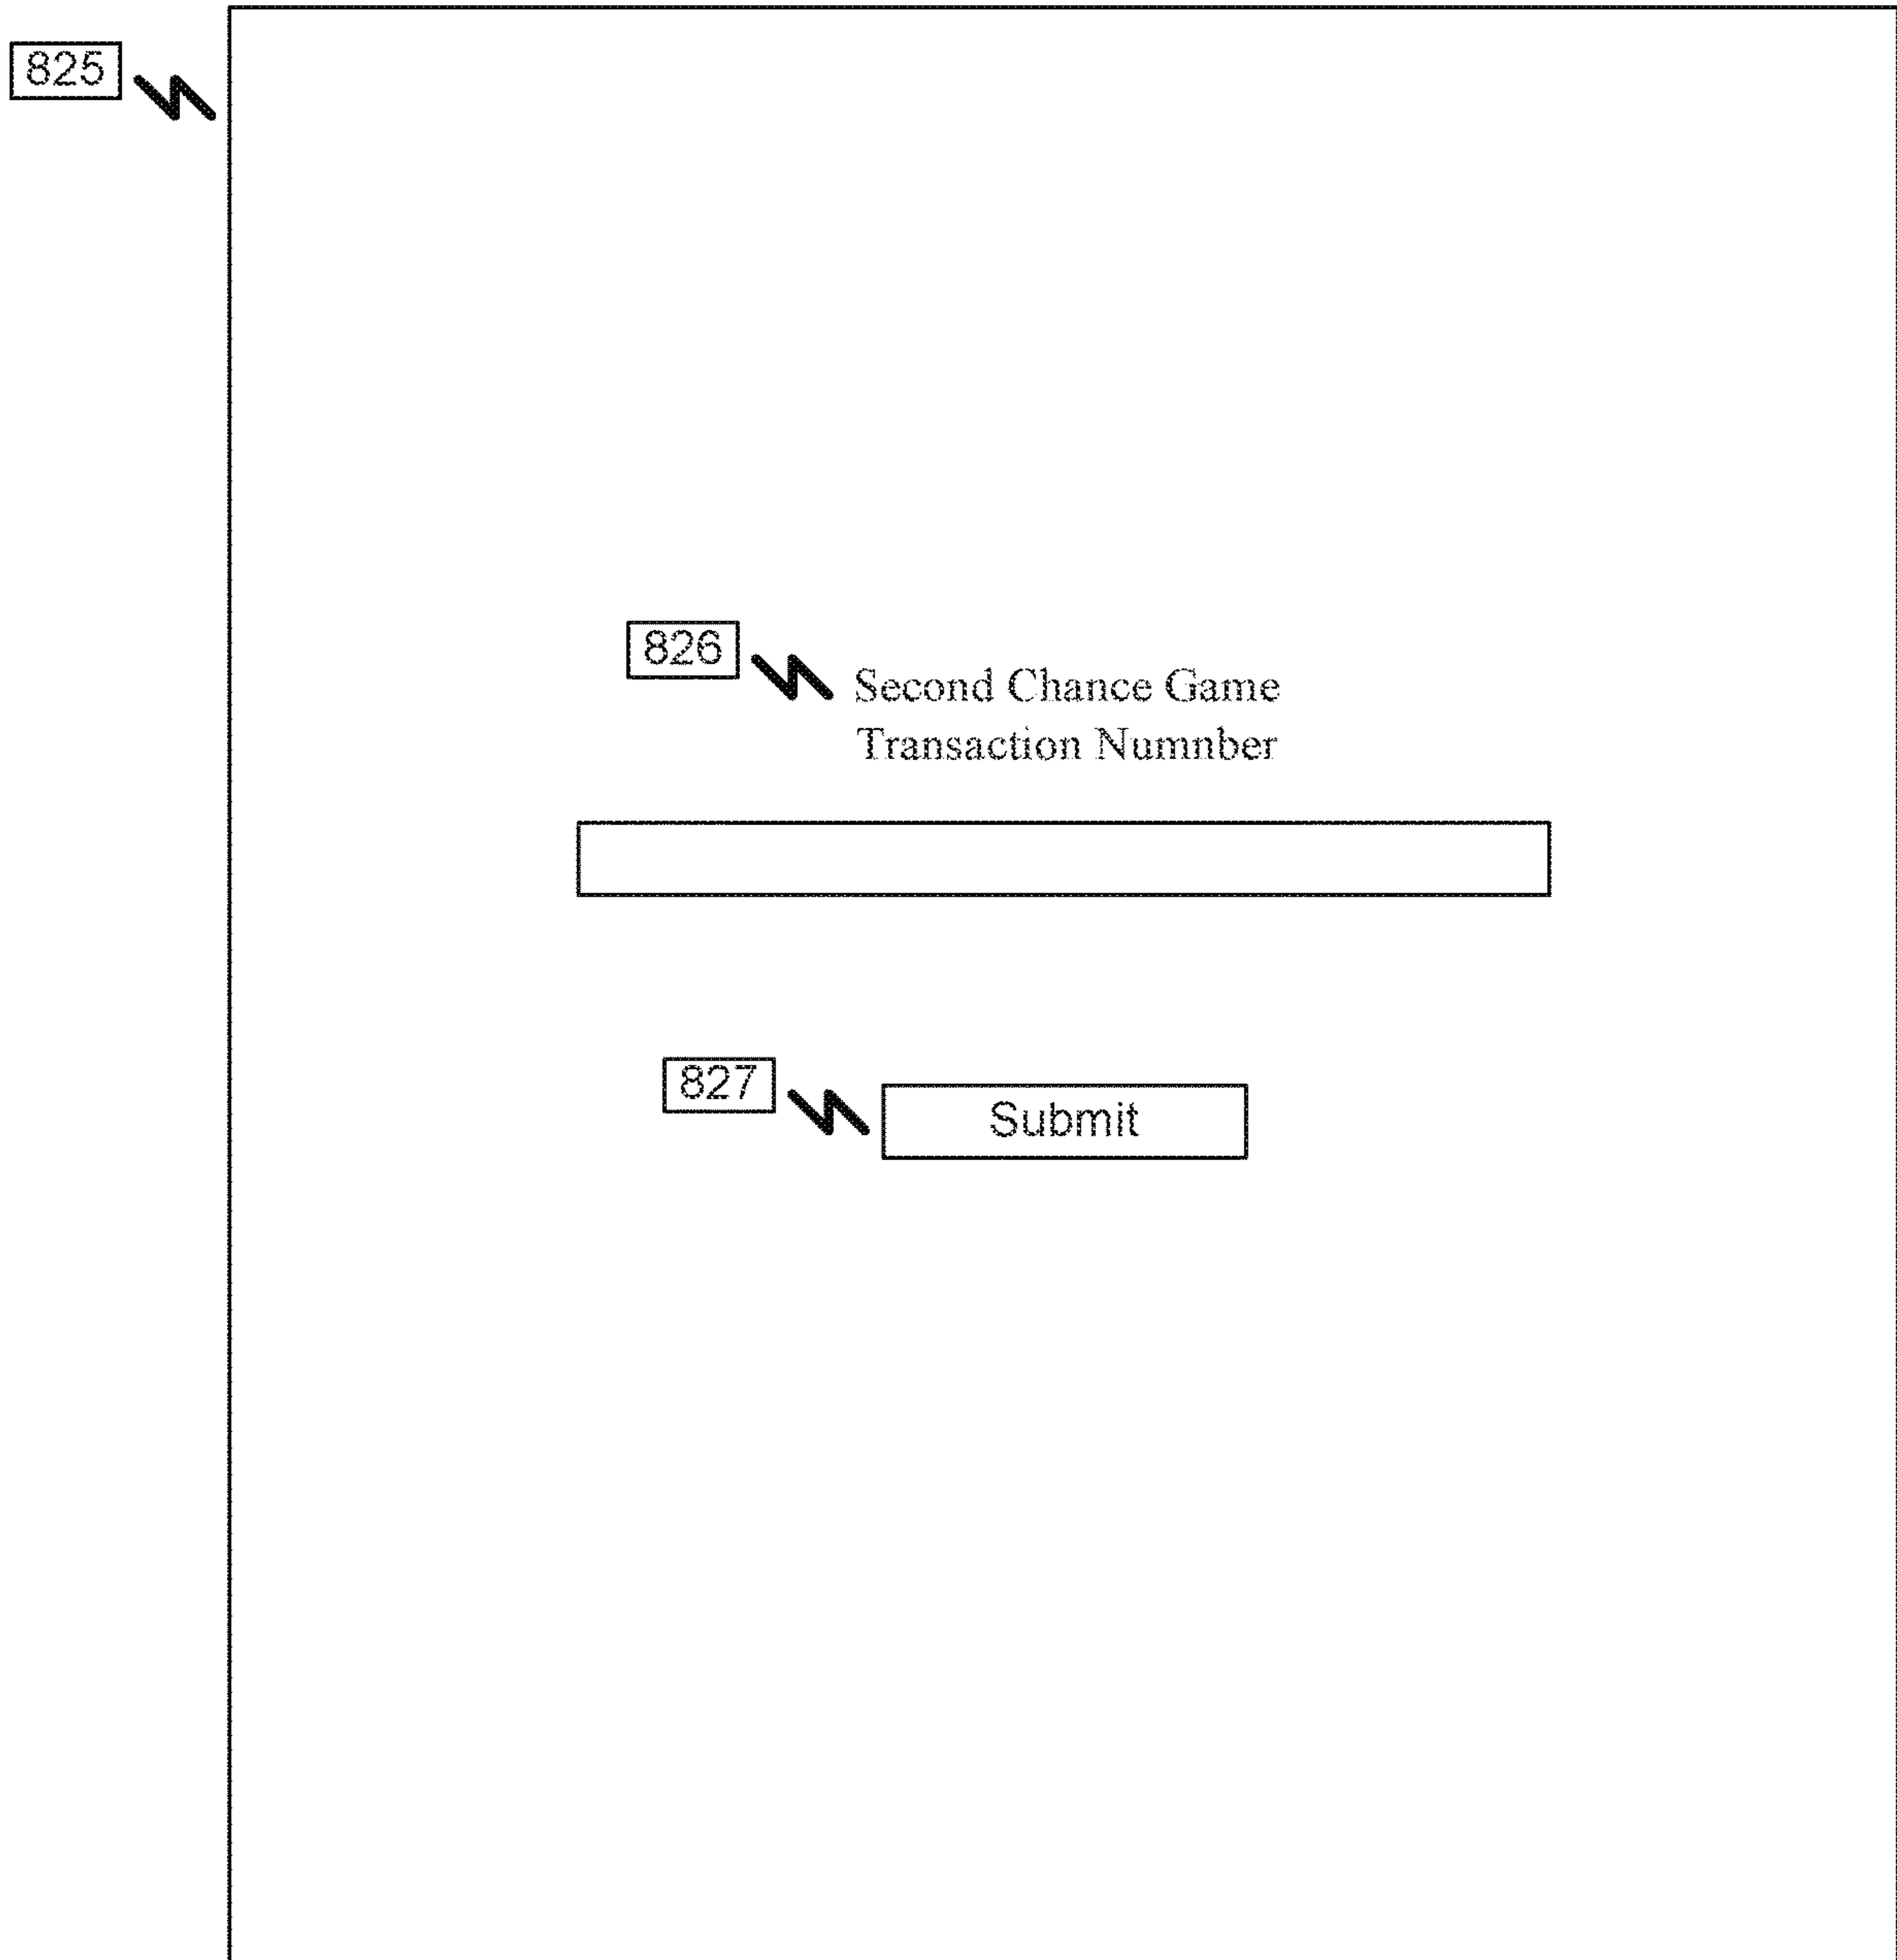 825
826
Second Chance Game
Transaction Numnber
827
Submit